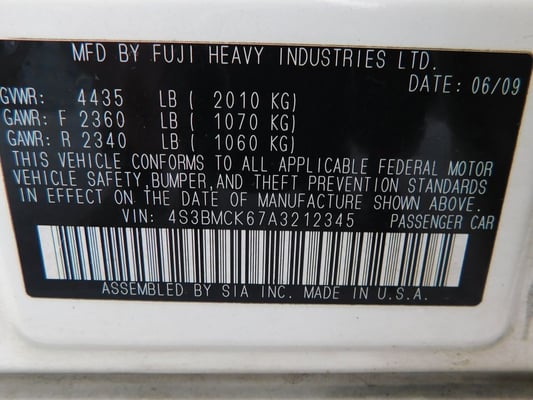 MFD BY FUJI HEAVY INDUSTRIES LTD.
DATE: 06/09
GVWR: 4435 LB ( 2010 KG)
GAWR: F 2360 LB ( 1070 KG)
GAWR: R 2340 LB ( 1060 KG)
THIS VEHICLE CONFORMS TO ALL APPLICABLE FEDERAL MOTOR
VEHICLE SAFETY, BUMPER, AND THEFT PREVENTION STANDARDS
IN EFFECT ON THE DATE OF MANUFACTURE SHOWN ABOVE.
VIN: 4S3BMCK67A3212345 PASSENGER CAR
ASSEMBLED BY SIA INC. MADE IN U.S.A.